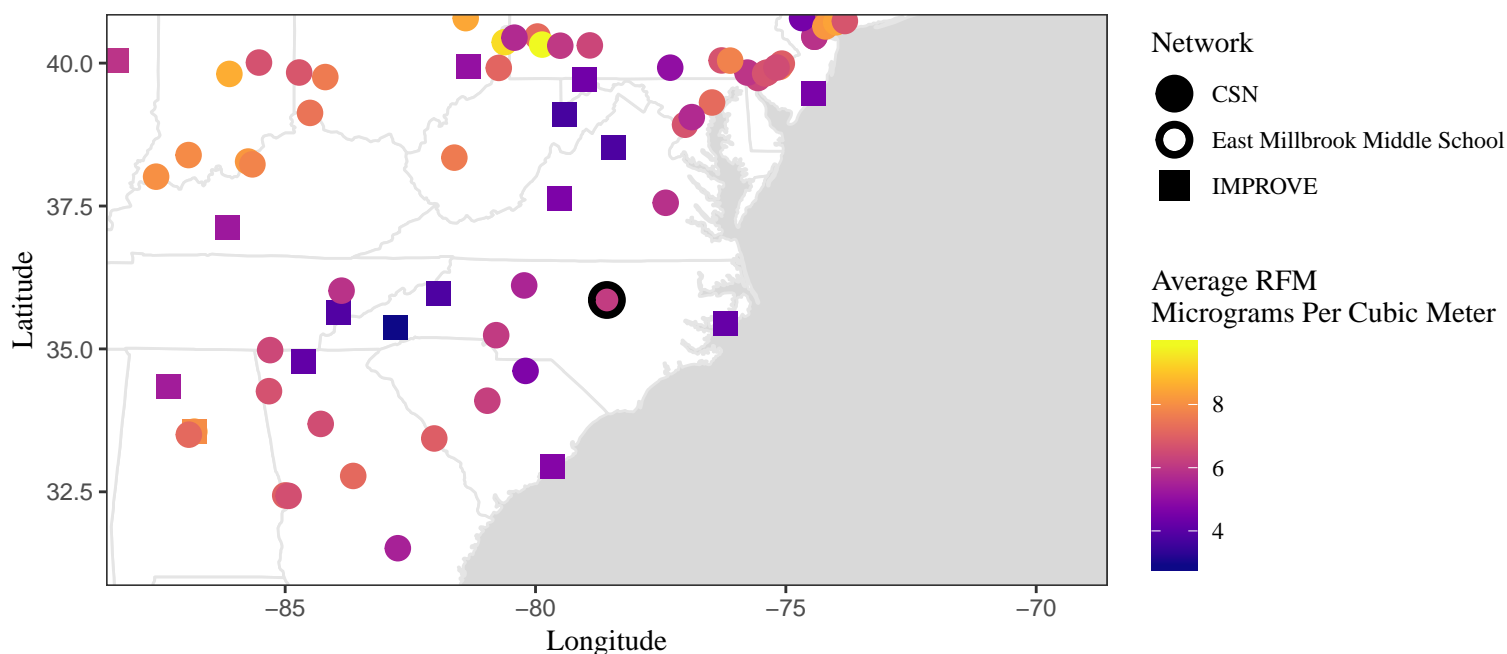 40.0
37.5
35.0
32.5
Latitude
−85
−80
−75
−70
Longitude
Network
CSN
East Millbrook Middle School
IMPROVE
Average RFM
Micrograms Per Cubic Meter
8
6
4